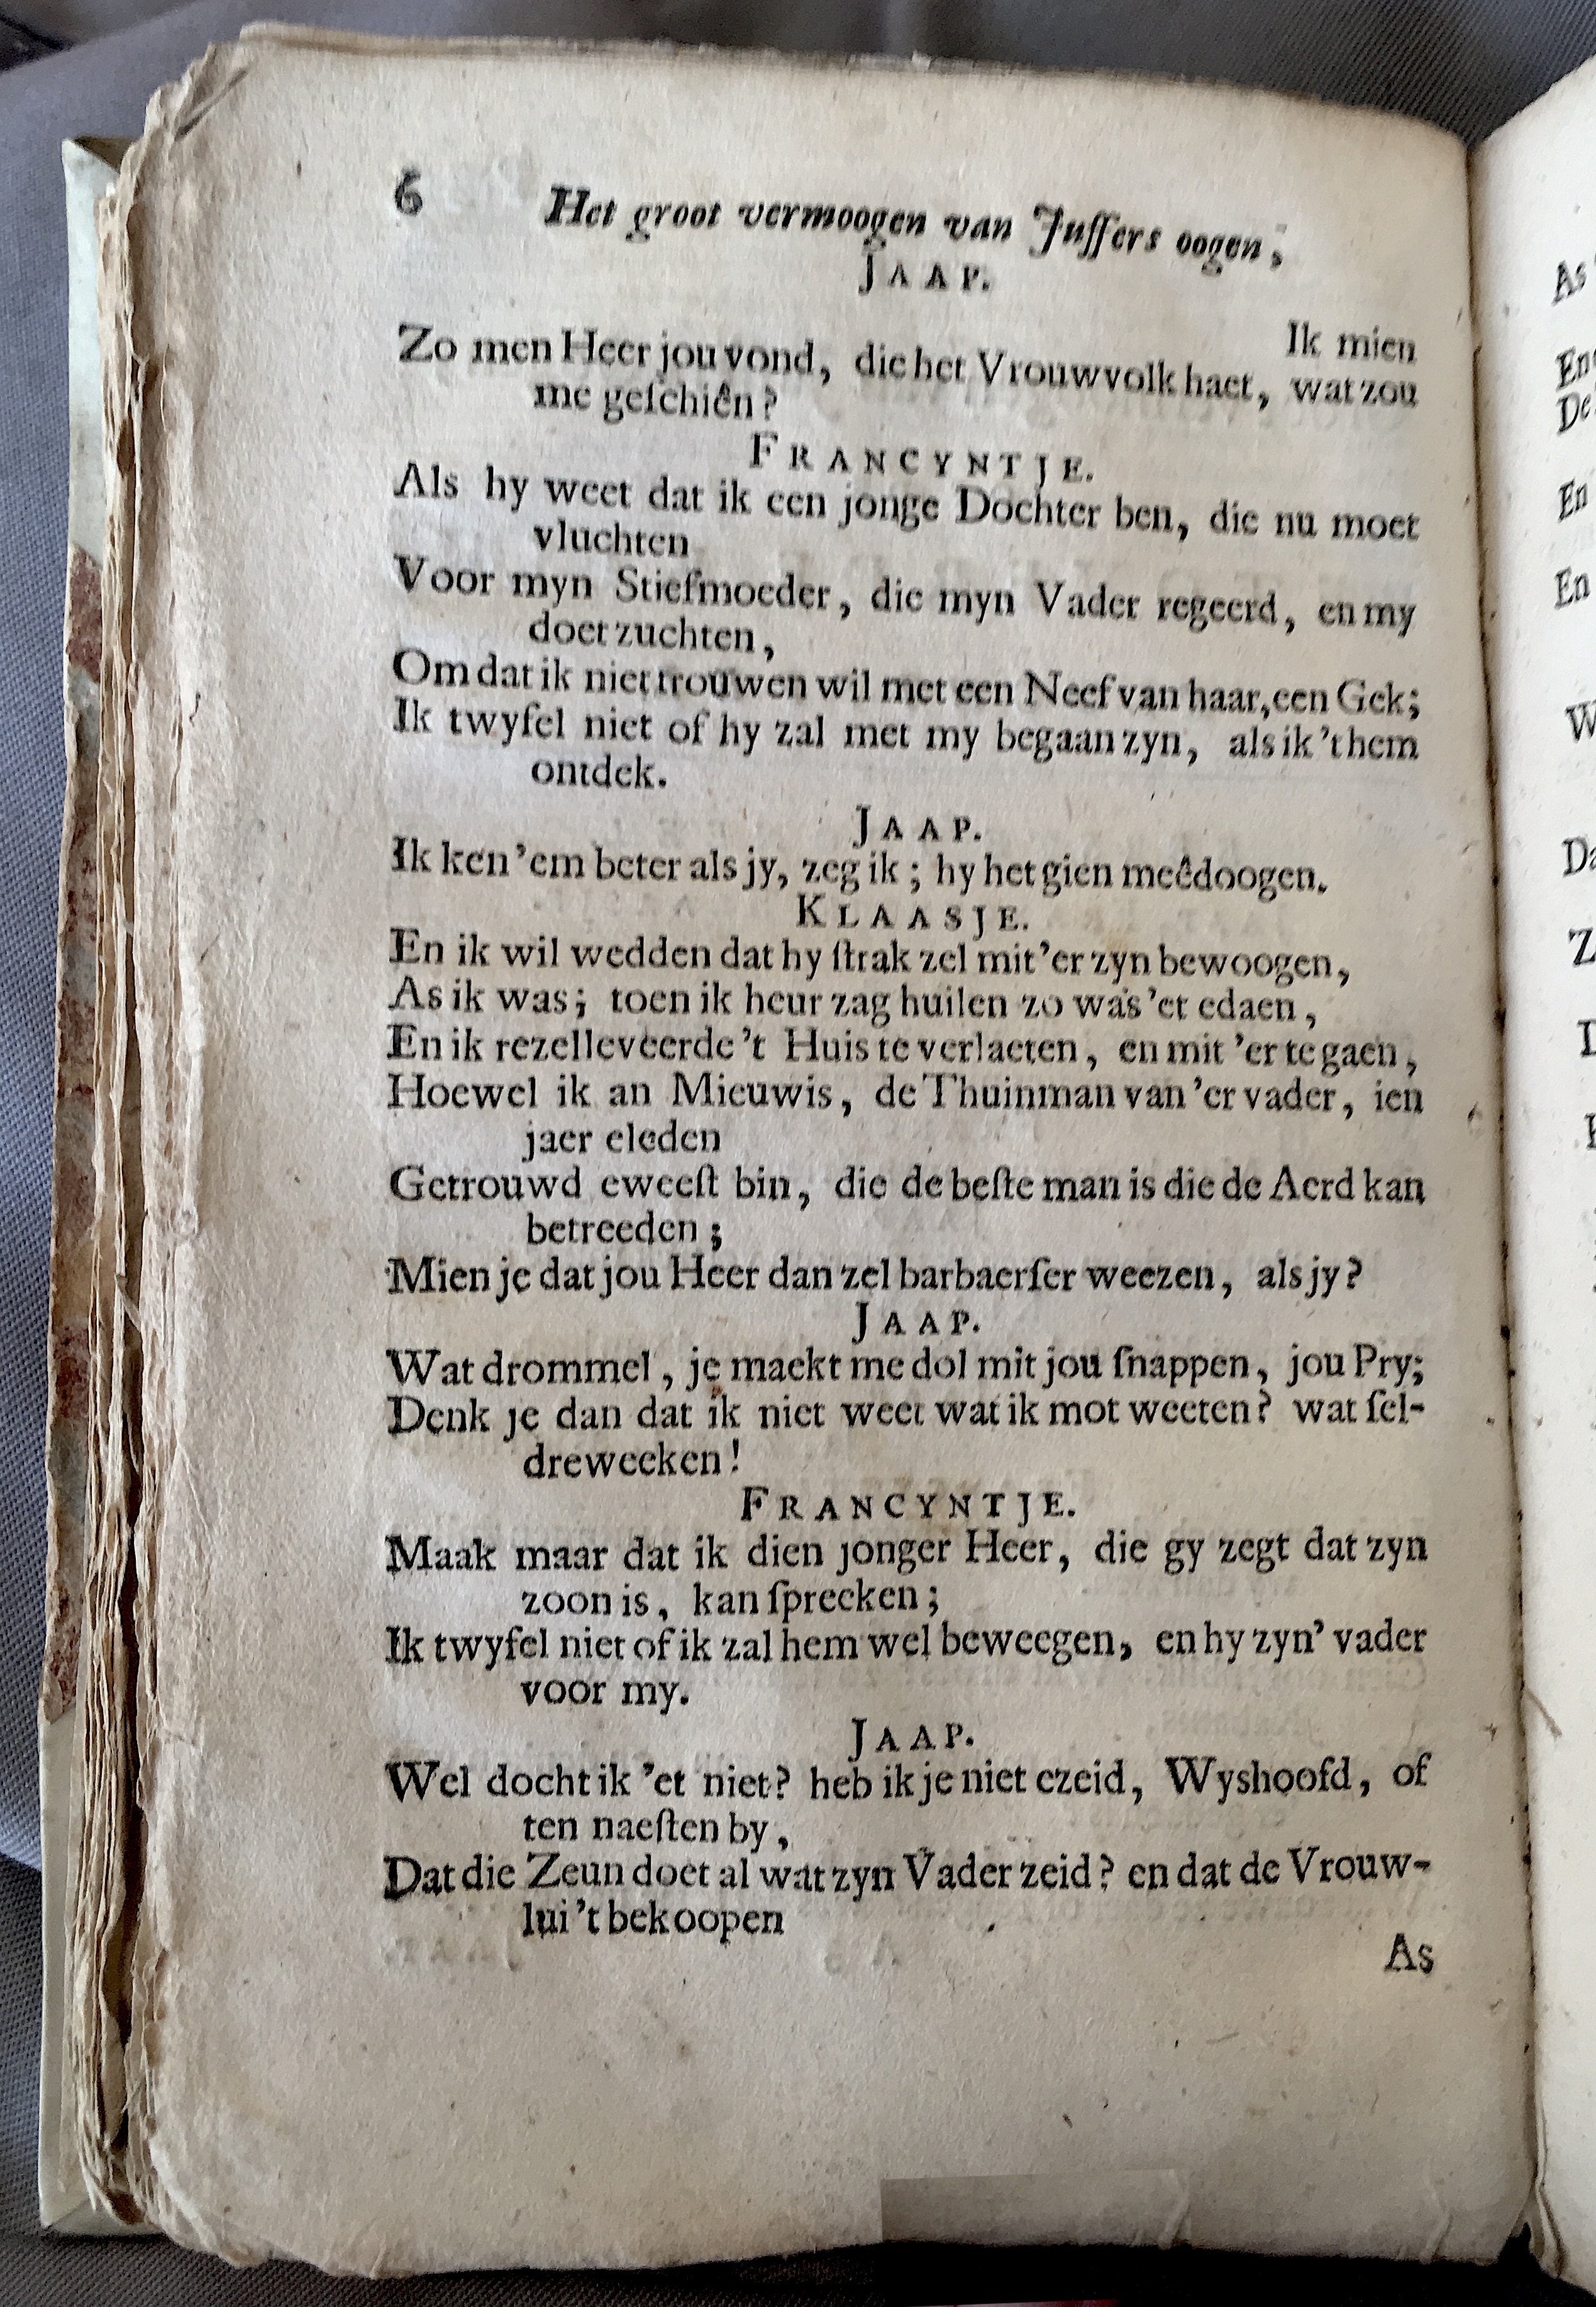 6 Het groot vermoogen van Juſſers oogen,
JAAP.
Ik mien
Zo men Heer jou vond, die het Vrouwvolk haet, wat zou
me geſchiên?
FRANCYNTJE.
Als hy weet dat ik een jonge Dochter ben, die nu moet
vluchten
Voor myn Stiefmoeder, die myn Vader regeerd, en my
doet zuchten,
Om dat ik niet trouwen wil met een Neef van haar, een Gek;
Ik twyfel niet of hy zal met my begaan zyn, als ik 't hem
ontdek.
JAAP.
Ik ken 'em beter als jy, zeg ik; hy het gien meêdoogen.
KLAASJE.
En ik wil wedden dat hy ſtrak zel mit 'er zyn bewoogen,
As ik was; toen ik heur zag huilen zo was 'et edaen,
En ik rezelleveerde 't Huis te verlaeten, en mit 'er te gaen,
Hoewel ik an Mieuwis, de Thuinman van 'er vader, ien
jaer eleden
Getrouwd eweeſt bin, die de beſte man is die de Aerd kan
betreeden;
Mien je dat jou Heer dan zel barbaerſer weezen, als jy?
JAAP.
Wat drommel, je maekt me dol mit jou ſnappen, jou Pry;
Denk je dan dat ik niet weet wat ik mot weeten? wat ſel-
dreweeken!
FRANCYNTJE.
Maak maar dat ik dien jonger Heer, die gy zegt dat zyn
zoon is, kan ſpreeken;
Ik twyfel niet of ik zal hem wel beweegen, en hy zyn' vader
voor my.
JAAP.
Wel docht ik 'et niet? heb ik je niet ezeid, Wyshoofd, of
ten naeſten by,
Dat die Zeun doet al wat zyn Vader zeid? en dat de Vrouw-
lui 't bekoopen
As
As
De
En
En